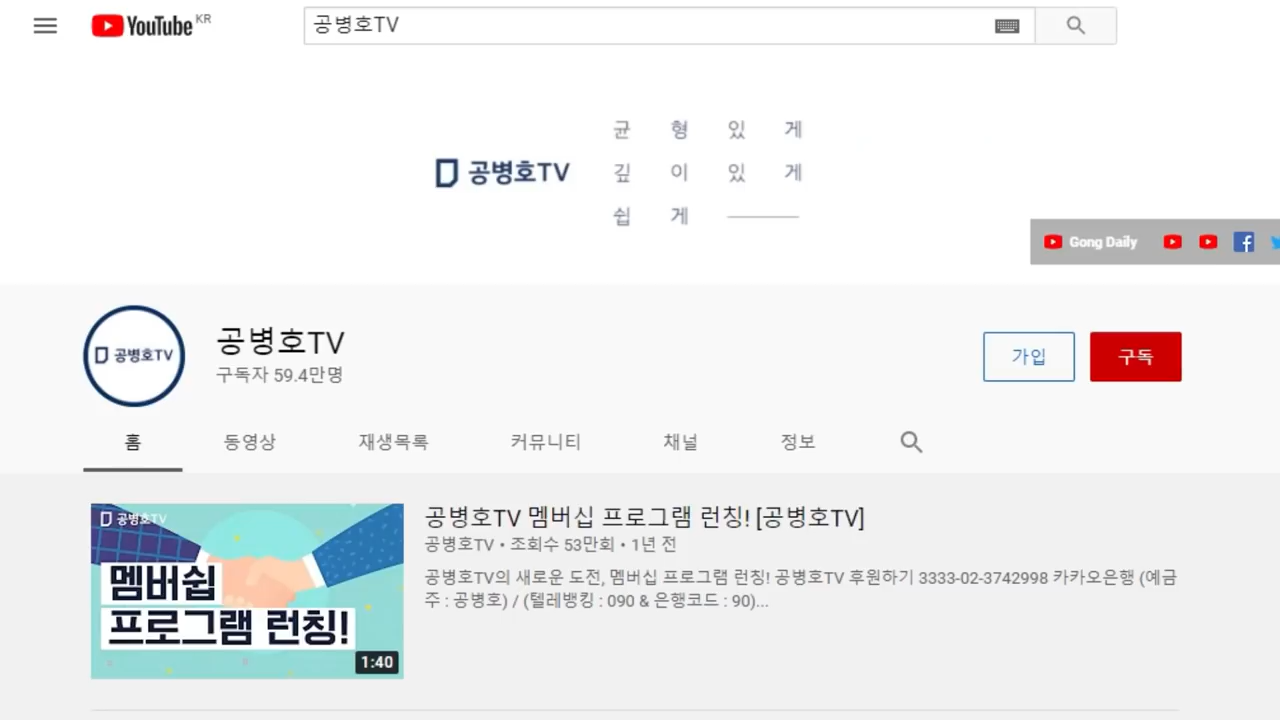 YouTube KR
공병호TV
균 형 있 게
공병호TV
깊 이 있 게
쉽 게
Gong Daily
공병호TV
공병호TV
구독자 59.4만명
가입
구독
홈 동영상 재생목록 커뮤니티 채널 정보
공병호TV
멤버쉽
프로그램 런칭!
1:40
공병호TV 멤버십 프로그램 런칭! [공병호TV]
공병호TV • 조회수 53만회 • 1년 전
공병호TV의 새로운 도전, 멤버십 프로그램 런칭! 공병호TV 후원하기 3333-02-3742998 카카오은행 (예금
주 : 공병호) / (텔레뱅킹 : 090 & 은행코드 : 90)...